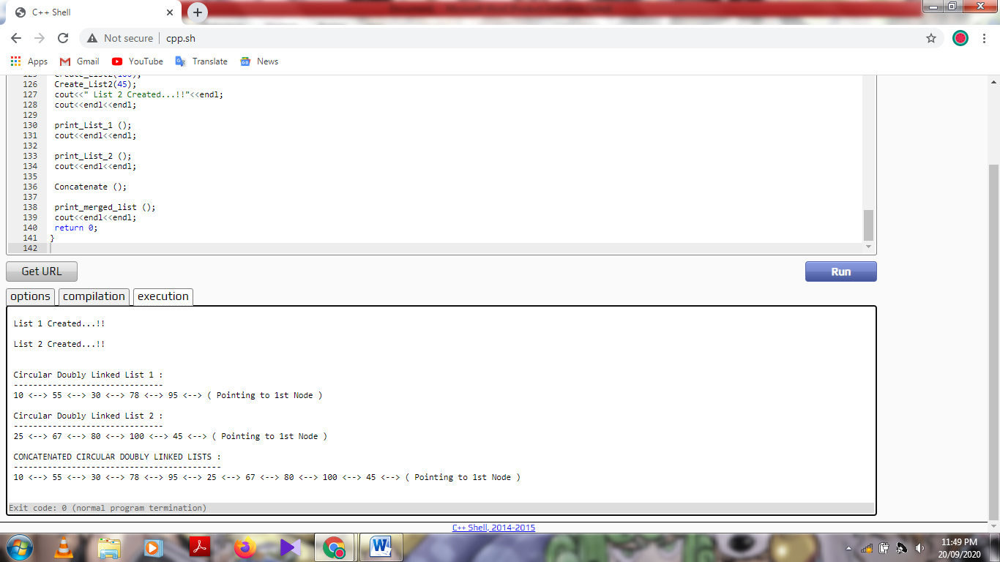 C++ Shell
Not secure cpp.sh
Apps Gmail YouTube Translate News
126 Create_List2(45);
127 cout<<" List 2 Created...!!"<<endl;
128 cout<<endl<<endl;
129
130 print_List_1 ();
131 cout<<endl<<endl;
132
133 print_List_2 ();
134 cout<<endl<<endl;
135
136 Concatenate ();
137
138 print_merged_list ();
139 cout<<endl<<endl;
140 return 0;
141 }
142
Get URL Run
options compilation execution
List 1 Created...!!
List 2 Created...!!
Circular Doubly Linked List 1 :
-------------------------------
10 <--> 55 <--> 30 <--> 78 <--> 95 <--> ( Pointing to 1st Node )
Circular Doubly Linked List 2 :
-------------------------------
25 <--> 67 <--> 80 <--> 100 <--> 45 <--> ( Pointing to 1st Node )
CONCATENATED CIRCULAR DOUBLY LINKED LISTS :
-------------------------------------------
10 <--> 55 <--> 30 <--> 78 <--> 95 <--> 25 <--> 67 <--> 80 <--> 100 <--> 45 <--> ( Pointing to 1st Node )
Exit code: 0 (normal program termination)
C++ Shell, 2014-2015
11:49 PM
20/09/2020